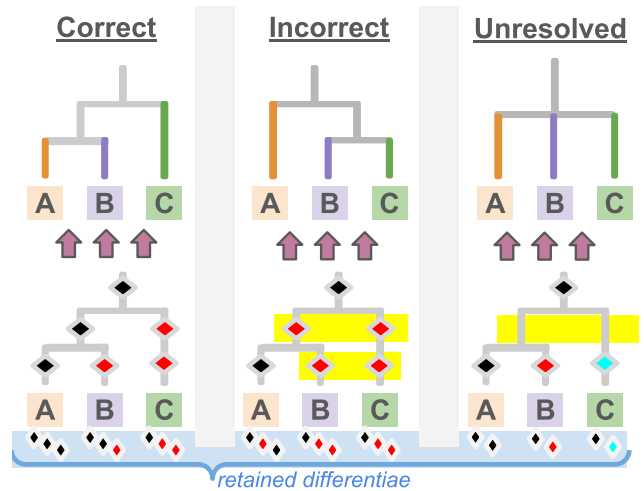 Correct Incorrect Unresolved
A B C A B C A B C
A B C A B C A B C
retained differentiae